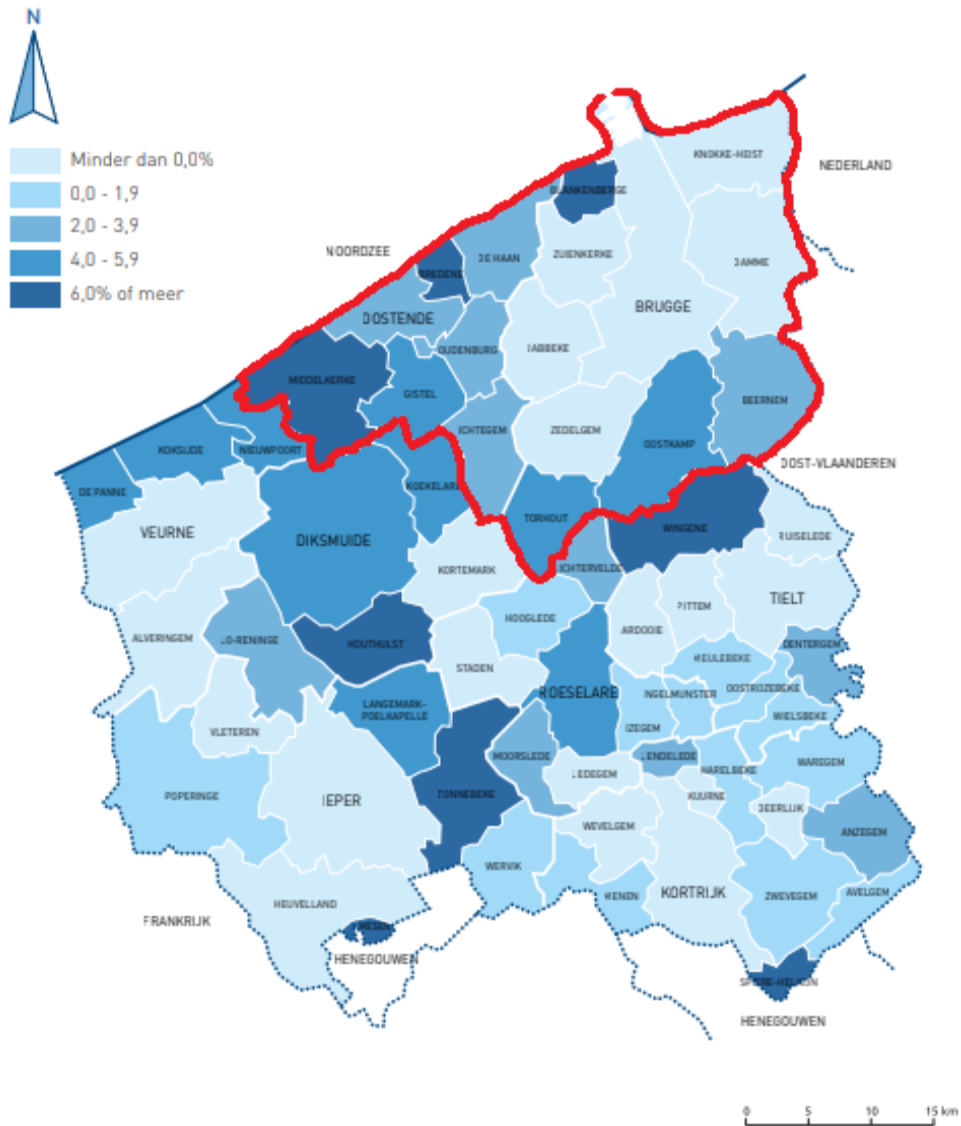 N
Minder dan 0,0%
0,0 - 1,9
2,0 - 3,9
4,0 - 5,9
6,0% of meer
KNOKKE-HEIST
NEDERLAND
BLANKENBERGE
NOORDZEE
DE HAAN
ZUIENKERKE
DAMME
BREDENE
BRUGGE
OOSTENDE
OUDENBURG
JABBEKE
MIDDELKERKE
GISTEL
BEERNEM
ICHTEGEM
ZEDELGEM
OOSTKAMP
KOKSIJDE
NIEUWPOORT
OOST-VLAANDEREN
DE PANNE
KOEKELARE
TORHOUT
WINGENE
VEURNE
DIKSMUIDE
RUISELEDE
KORTEMARK
LICHTERVELDE
TIELT
PITTEM
HOOGLEDE
ARDOOIE
ALVERINGEM
LO-RENINGE
HOUTHULST
DENTERGEM
MEULEBEKE
STADEN
ROESELARE
NGELMUNSTER
OOSTROZEBEKE
LANGEMARK-
POELKAPELLE
WIELSBEKE
VLETEREN
IZEGEM
MOORSLEDE
LENDELEDE
WAREGEM
HARELBEKE
LEDEGEM
POPERINGE
IEPER
ZONNEBEKE
KUURNE
DEERLIJK
WEVELGEM
ANZEGEM
WERVIK
MENEN
KORTRIJK
ZWEVEGEM
AVELGEM
HEUVELLAND
FRANKRIJK
MESEN
HENEGOUWEN
SPIERE-HELKIJN
HENEGOUWEN
0 5 10 15 km